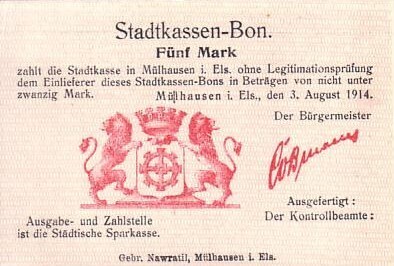 Stadtkassen-Bon.
Fünf Mark
zahlt die Stadtkasse in Mülhausen i. Els. ohne Legitimationsprüfung
dem Einlieferer dieses Stadtkassen-Bons in Beträgen von nicht unter
zwanzig Mark.
Mülhausen i. Els., den 3. August 1914.
Der Bürgermeister
Ausgefertigt:
Der Kontrollbeamte:
Ausgabe- und Zahlstelle
ist die Städtische Sparkasse.
Gebr. Nawratil, Mülhausen i. Els.